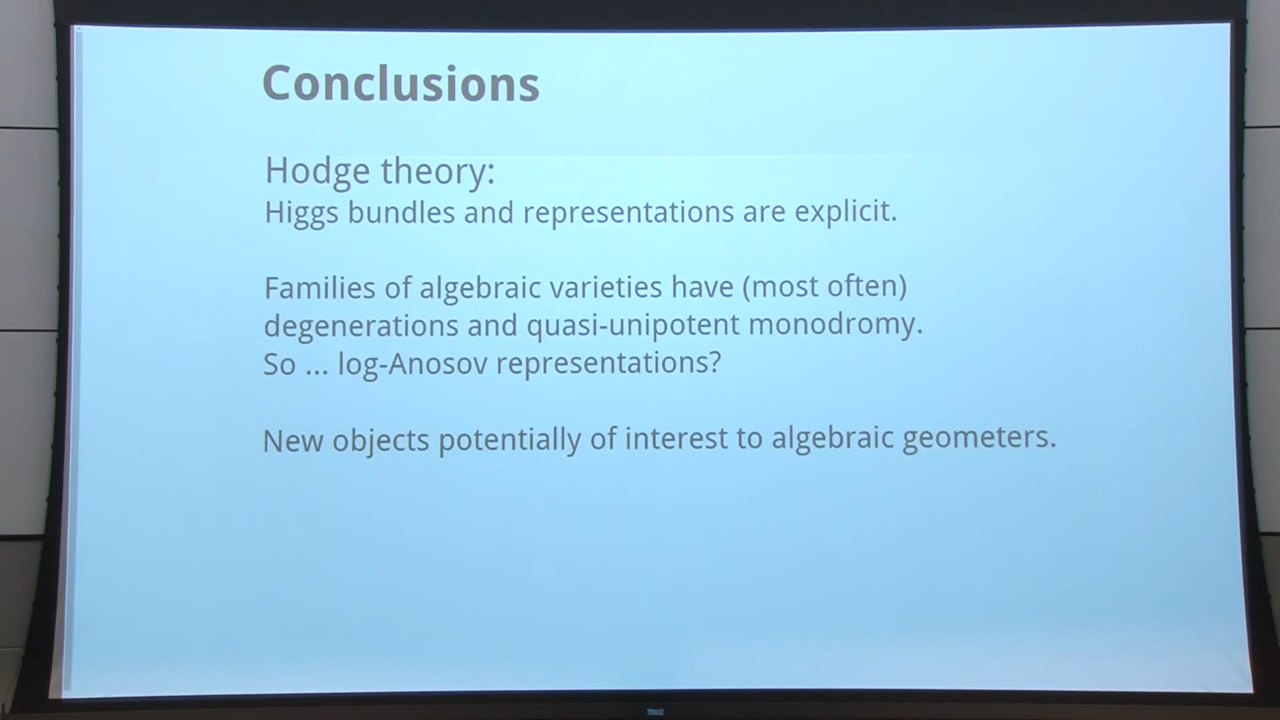 Conclusions
Hodge theory:
Higgs bundles and representations are explicit.
Families of algebraic varieties have (most often)
degenerations and quasi-unipotent monodromy.
So ... log-Anosov representations?
New objects potentially of interest to algebraic geometers.